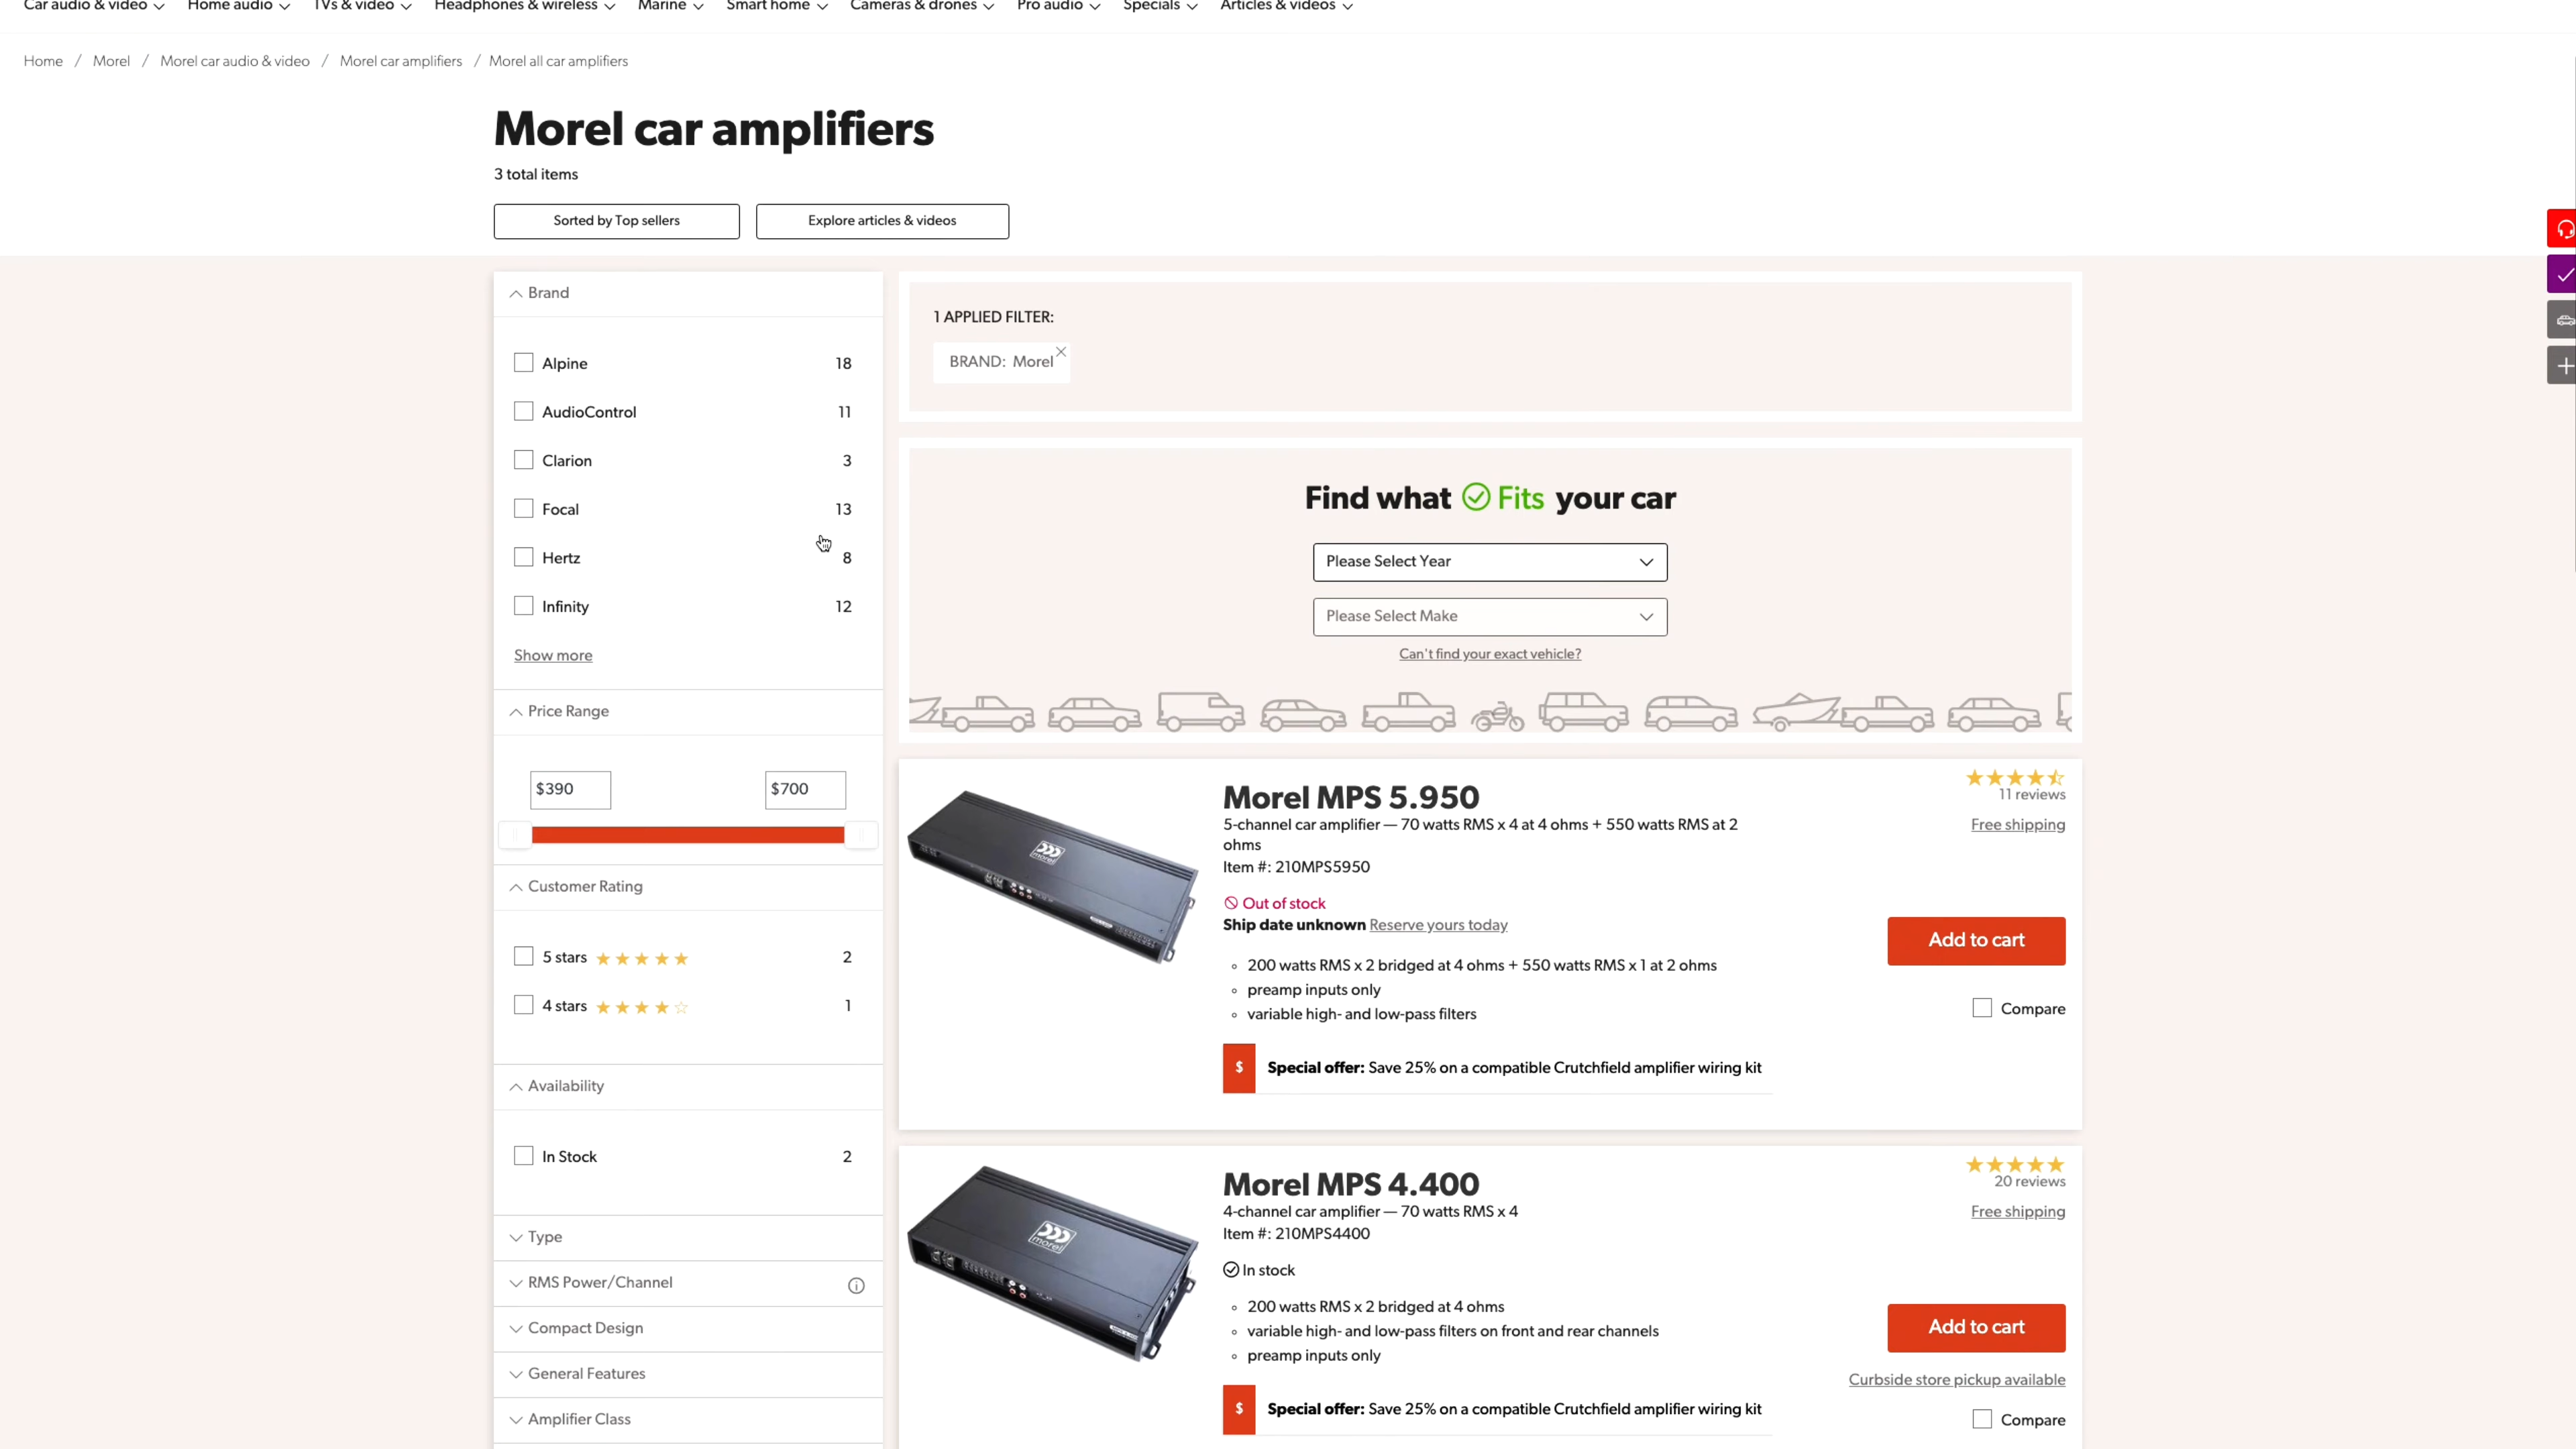 Car audio & video
Home audio
TVs & video
Headphones & wireless
Marine
Smart home
Cameras & drones
Pro audio
Specials
Articles & videos
Home / Morel / Morel car audio & video / Morel car amplifiers / Morel all car amplifiers
Morel car amplifiers
3 total items
Sorted by Top sellers
Explore articles & videos
Brand
Alpine 18
AudioControl 11
Clarion 3
Focal 13
Hertz 8
Infinity 12
Show more
Price Range
$390
$700
Customer Rating
5 stars 2
4 stars 1
Availability
In Stock 2
Type
RMS Power/Channel
Compact Design
General Features
Amplifier Class
1 APPLIED FILTER:
BRAND: Morel
Find what Fits your car
Please Select Year
Please Select Make
Can't find your exact vehicle?
morel
Morel MPS 5.950
5-channel car amplifier — 70 watts RMS x 4 at 4 ohms + 550 watts RMS at 2
ohms
Item #: 210MPS5950
Out of stock
Ship date unknown Reserve yours today
200 watts RMS x 2 bridged at 4 ohms + 550 watts RMS x 1 at 2 ohms
preamp inputs only
variable high- and low-pass filters
$ Special offer: Save 25% on a compatible Crutchfield amplifier wiring kit
11 reviews
Free shipping
Add to cart
Compare
morel
Morel MPS 4.400
4-channel car amplifier — 70 watts RMS x 4
Item #: 210MPS4400
In stock
200 watts RMS x 2 bridged at 4 ohms
variable high- and low-pass filters on front and rear channels
preamp inputs only
$ Special offer: Save 25% on a compatible Crutchfield amplifier wiring kit
20 reviews
Free shipping
Add to cart
Curbside store pickup available
Compare